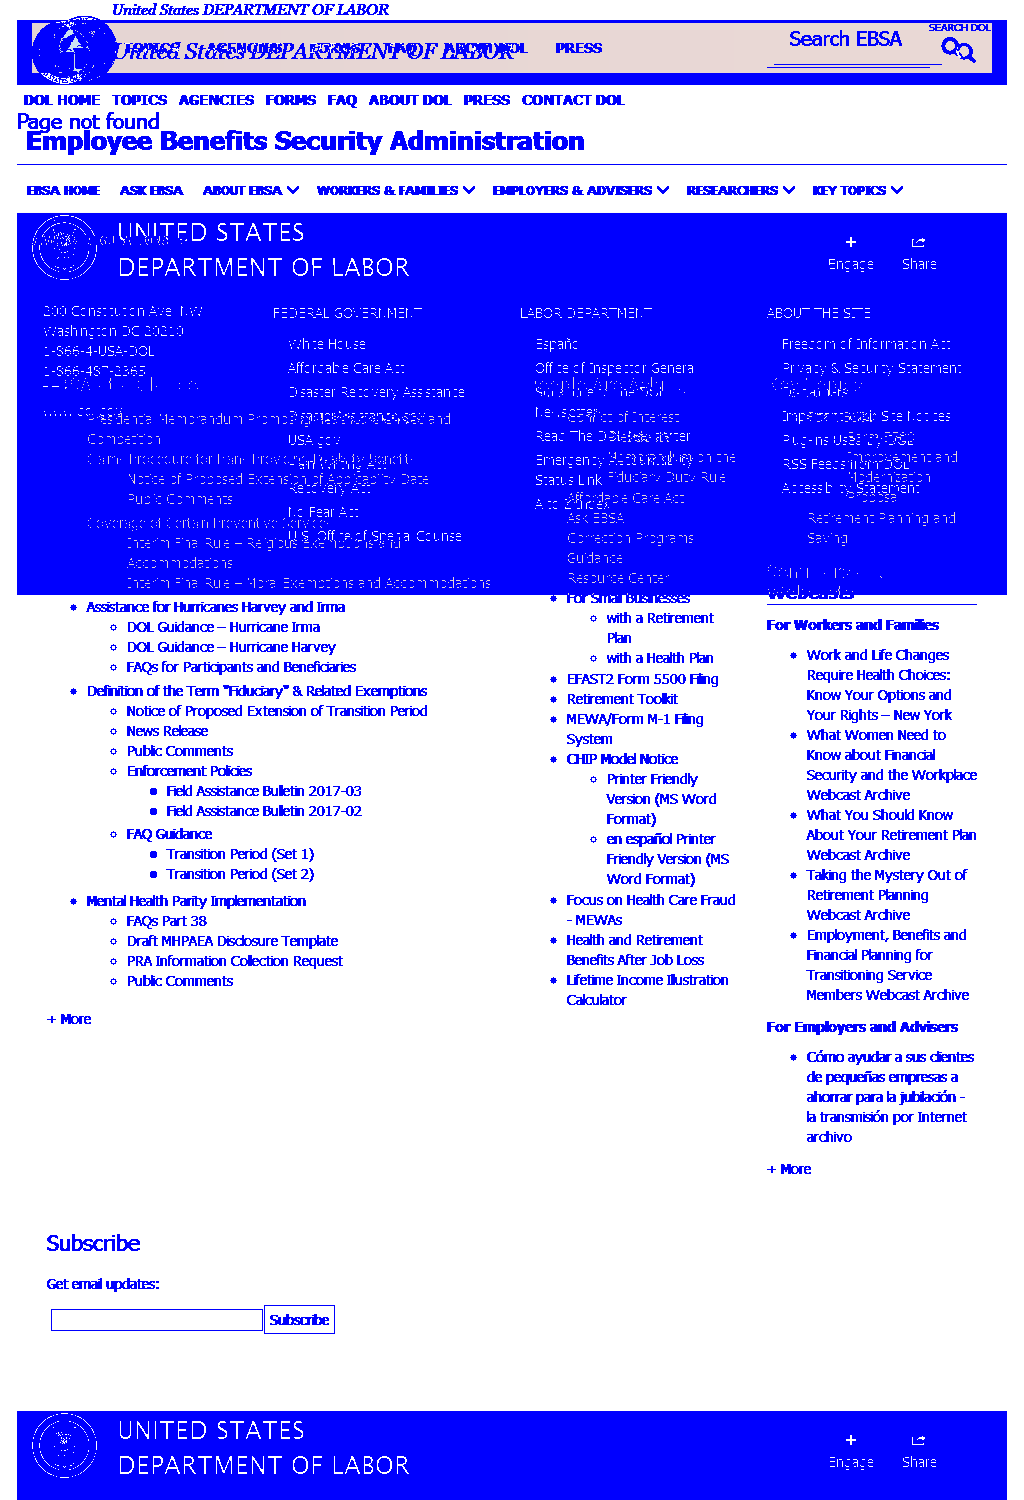 United States DEPARTMENT OF LABOR
SEARCH DOL
Search EBSA
United States DEPARTMENT OF LABOR
ABOUT DOL PRESS
DOL HOME TOPICS AGENCIES FORMS FAQ ABOUT DOL PRESS CONTACT DOL
Page not found
Employee Benefits Security Administration
EBSA HOME ASK EBSA ABOUT EBSA WORKERS & FAMILIES EMPLOYERS & ADVISERS RESEARCHERS KEY TOPICS
UNITED STATES
DEPARTMENT OF LABOR
Engage Share
200 Constitution Ave NW
Washington DC 20210
1-866-4-USA-DOL
1-866-487-2365
FEDERAL GOVERNMENT
White House
Affordable Care Act
Disaster Recovery Assistance
USA.gov
Recovery Act
No Fear Act
U.S. Office of Special Counsel
LABOR DEPARTMENT
Español
Office of Inspector General
Read The DOL Newsletter
Emergency Accountability
Status Link
A to Z Index
ABOUT THE SITE
Freedom of Information Act
Privacy & Security Statement
Important Web Site Notices
Plug-ins Used by DOL
RSS Feeds from DOL
Accessibility Statement
Presidential Memorandum Promoting Healthcare Choice and
Competition
Claims Procedure for Plans Providing Disability Benefits
Notice of Proposed Extension of Applicability Date
Public Comments
Coverage of Certain Preventive Services
Interim Final Rule – Religious Exemptions and
Accommodations
Interim Final Rule – Moral Exemptions and Accommodations
Assistance for Hurricanes Harvey and Irma
DOL Guidance – Hurricane Irma
DOL Guidance – Hurricane Harvey
FAQs for Participants and Beneficiaries
Definition of the Term "Fiduciary" & Related Exemptions
Notice of Proposed Extension of Transition Period
News Release
Public Comments
Enforcement Policies
Field Assistance Bulletin 2017-03
Field Assistance Bulletin 2017-02
FAQ Guidance
Transition Period (Set 1)
Transition Period (Set 2)
Mental Health Parity Implementation
FAQs Part 38
Draft MHPAEA Disclosure Template
PRA Information Collection Request
Public Comments
+ More
Conflict of Interest
Memorandum on the
Fiduciary Duty Rule
Affordable Care Act
Ask EBSA
Correction Programs
Guidance
Resource Center
For Small Businesses
with a Retirement
Plan
with a Health Plan
EFAST2 Form 5500 Filing
Retirement Toolkit
MEWA/Form M-1 Filing
System
CHIP Model Notice
Printer Friendly
Version (MS Word
Format)
en español Printer
Friendly Version (MS
Word Format)
Focus on Health Care Fraud
- MEWAs
Health and Retirement
Benefits After Job Loss
Lifetime Income Illustration
Calculator
Improvement and
Modernization
Proposal
Retirement Planning and
Saving
Webcasts
For Workers and Families
Work and Life Changes
Require Health Choices:
Know Your Options and
Your Rights – New York
What Women Need to
Know about Financial
Security and the Workplace
Webcast Archive
What You Should Know
About Your Retirement Plan
Webcast Archive
Taking the Mystery Out of
Retirement Planning
Webcast Archive
Employment, Benefits and
Financial Planning for
Transitioning Service
Members Webcast Archive
For Employers and Advisers
Cómo ayudar a sus clientes
de pequeñas empresas a
ahorrar para la jubilación -
la transmisión por Internet
archivo
+ More
Subscribe
Get email updates:
Subscribe
UNITED STATES
DEPARTMENT OF LABOR
Engage Share